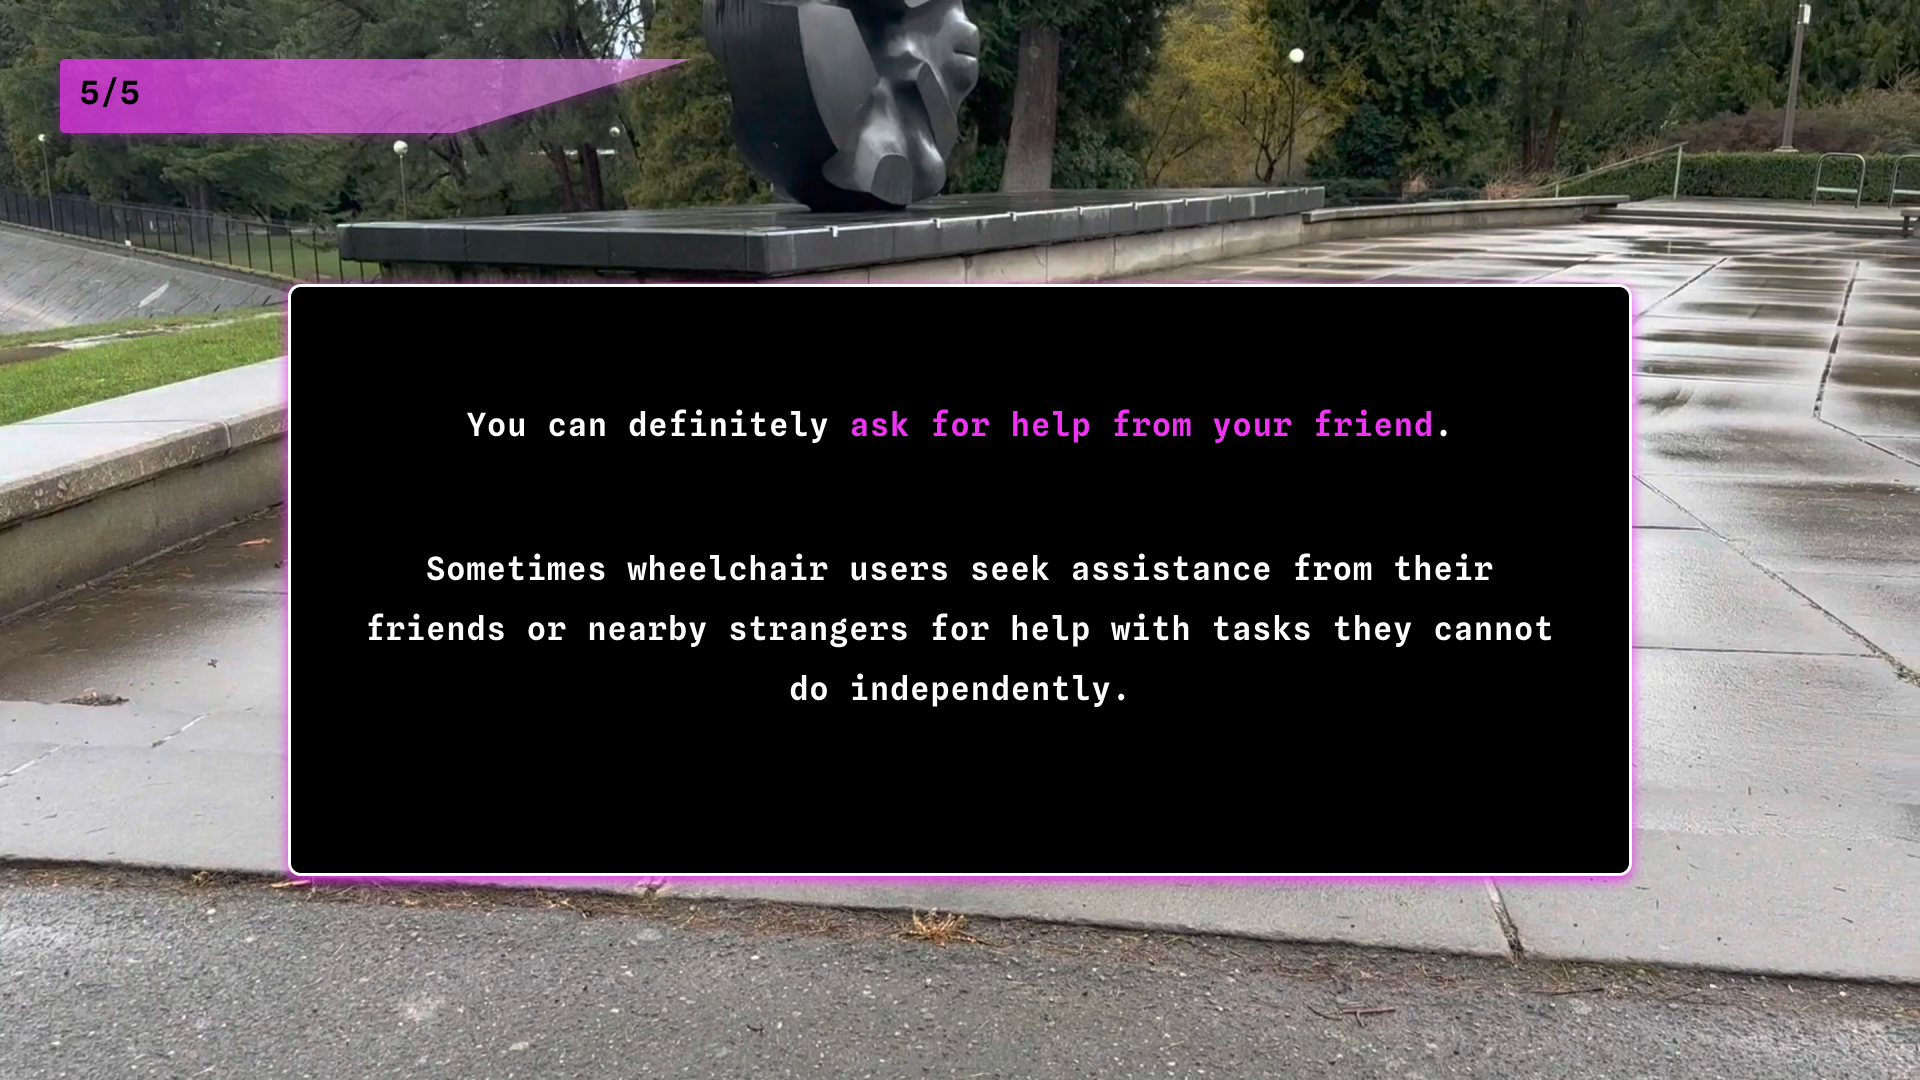 5/5
You can definitely ask for help from your friend.
Sometimes wheelchair users seek assistance from their
friends or nearby strangers for help with tasks they cannot
do independently.